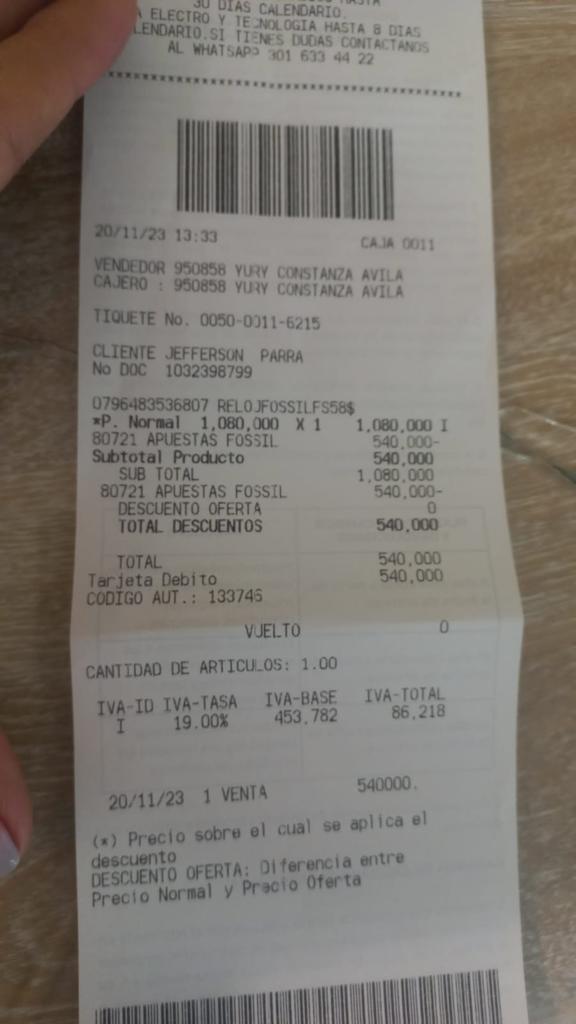 30 DIAS CALENDARIO.
A ELECTRO Y TECNOLOGIA HASTA 8 DIAS
LENDARIO.SI TIENES DUDAS CONTACTANOS
AL WHATSAPP 301 633 44 22
20/11/23 13:33 CAJA 0011
VENDEDOR 950858 YURY CONSTANZA AVILA
CAJERO : 950858 YURY CONSTANZA AVILA
TIQUETE No. 0050-0011-6215
CLIENTE JEFFERSON PARRA
No DOC 1032398799
0796483536807 RELOJFOSSILFS58$
*P. Normal 1,080,000 X 1 1,080,000 I
80721 APUESTAS FOSSIL 540,000-
Subtotal Producto 540,000
SUB TOTAL 1,080,000
80721 APUESTAS FOSSIL 540,000-
DESCUENTO OFERTA 0
TOTAL DESCUENTOS 540,000
TOTAL 540,000
Tarjeta Debito 540,000
CODIGO AUT.: 133746
VUELTO 0
CANTIDAD DE ARTICULOS: 1.00
IVA-ID IVA-TASA IVA-BASE IVA-TOTAL
I 19.00% 453,782 86,218
20/11/23 1 VENTA 540000.
(*) Precio sobre el cual se aplica el
descuento
DESCUENTO OFERTA: Diferencia entre
Precio Normal y Precio Oferta